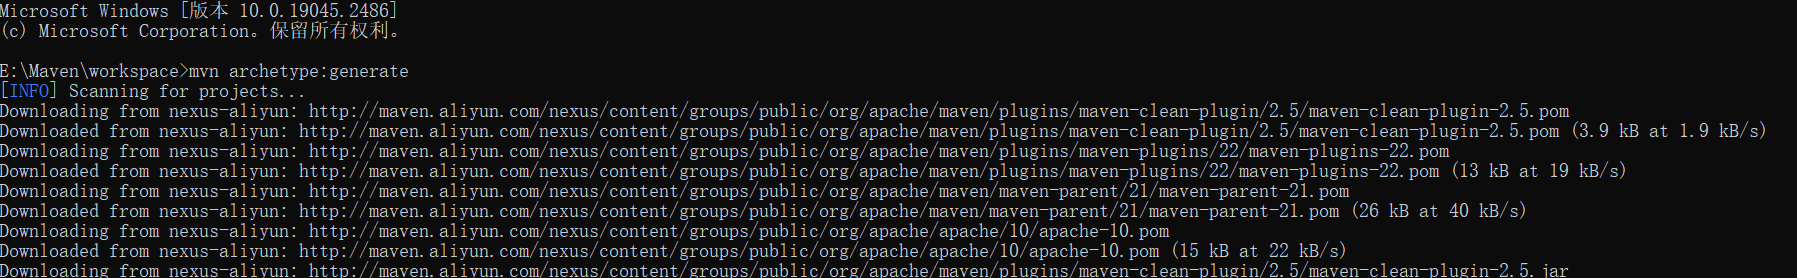 Microsoft Windows [版本 10.0.19045.2486]
(c) Microsoft Corporation。保留所有权利。
E:\Maven\workspace>mvn archetype:generate
[INFO] Scanning for projects...
Downloading from nexus-aliyun: http://maven.aliyun.com/nexus/content/groups/public/org/apache/maven/plugins/maven-clean-plugin/2.5/maven-clean-plugin-2.5.pom
Downloaded from nexus-aliyun: http://maven.aliyun.com/nexus/content/groups/public/org/apache/maven/plugins/maven-clean-plugin/2.5/maven-clean-plugin-2.5.pom (3.9 kB at 1.9 kB/s)
Downloading from nexus-aliyun: http://maven.aliyun.com/nexus/content/groups/public/org/apache/maven/plugins/maven-plugins/22/maven-plugins-22.pom
Downloaded from nexus-aliyun: http://maven.aliyun.com/nexus/content/groups/public/org/apache/maven/plugins/maven-plugins/22/maven-plugins-22.pom (13 kB at 19 kB/s)
Downloading from nexus-aliyun: http://maven.aliyun.com/nexus/content/groups/public/org/apache/maven/maven-parent/21/maven-parent-21.pom
Downloaded from nexus-aliyun: http://maven.aliyun.com/nexus/content/groups/public/org/apache/maven/maven-parent/21/maven-parent-21.pom (26 kB at 40 kB/s)
Downloading from nexus-aliyun: http://maven.aliyun.com/nexus/content/groups/public/org/apache/apache/10/apache-10.pom
Downloaded from nexus-aliyun: http://maven.aliyun.com/nexus/content/groups/public/org/apache/apache/10/apache-10.pom (15 kB at 22 kB/s)
Downloading from nexus-aliyun: http://maven.aliyun.com/nexus/content/groups/public/org/apache/maven/plugins/maven-clean-plugin/2.5/maven-clean-plugin-2.5.jar